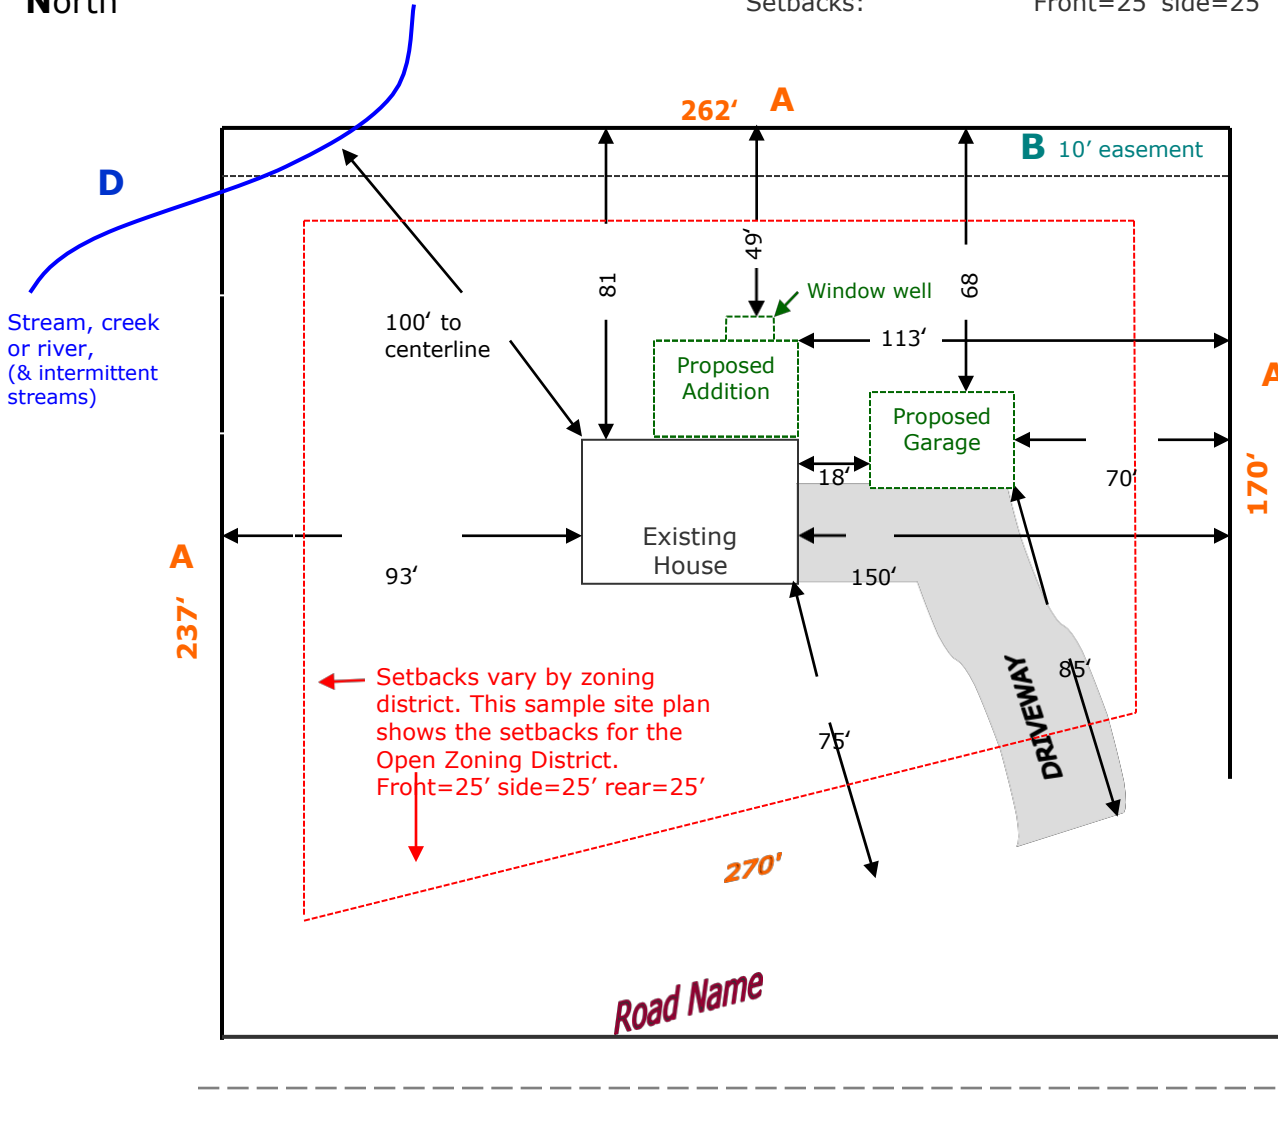 North
Setbacks: Front=25' side=25'
262‘ A
B 10’ easement
D
49‘
81
68
Window well
Stream, creek
or river,
(& intermittent
streams)
100‘ to
centerline
113‘
Proposed
Addition
A
Proposed
Garage
18‘
70‘
170‘
Existing
House
A
93‘
150‘
237‘
Setbacks vary by zoning
district. This sample site plan
shows the setbacks for the
Open Zoning District.
Front=25’ side=25’ rear=25’
85‘
DRIVEWAY
75‘
270'
Road Name